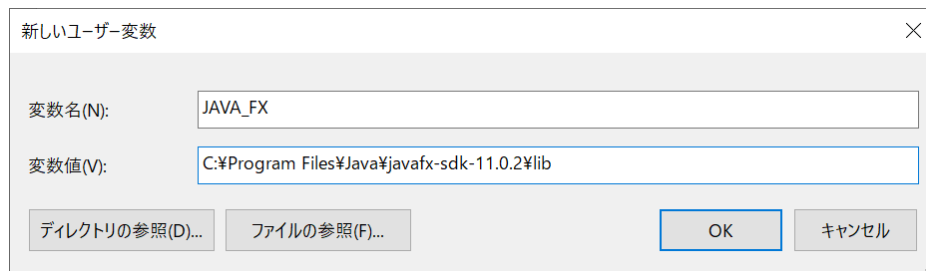 新しいユーザー変数
変数名(N): JAVA_FX
変数値(V): C:¥Program Files¥Java¥javafx-sdk-11.0.2¥lib
ディレクトリの参照(D)... ファイルの参照(F)... OK キャンセル